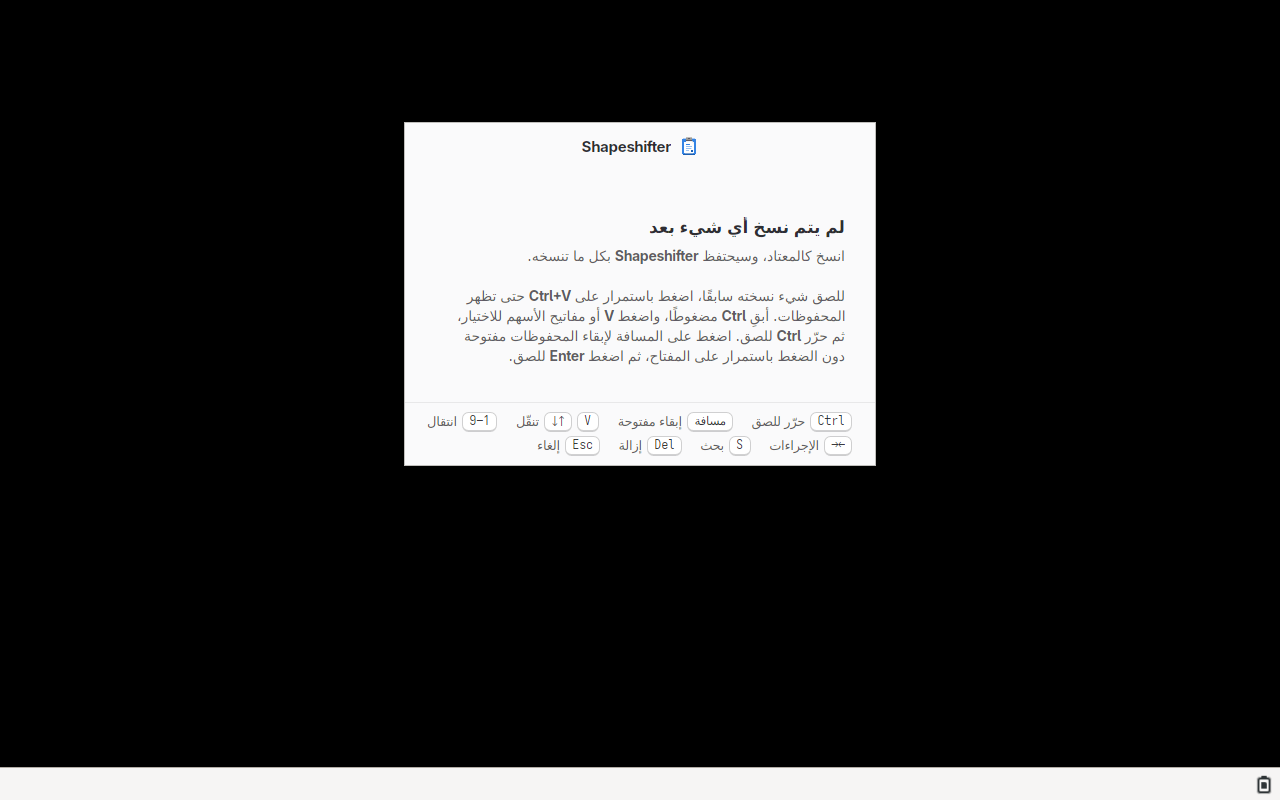 Shapeshifter
لم يتم نسخ أي شيء بعد
انسخ كالمعتاد، وسيحتفظ Shapeshifter بكل ما تنسخه.
للصق شيء نسخته سابقًا، اضغط باستمرار على Ctrl+V حتى تظهر
المحفوظات. أبقِ Ctrl مضغوطًا، واضغط V أو مفاتيح الأسهم للاختيار،
ثم حرّر Ctrl للصق. اضغط على المسافة لإبقاء المحفوظات مفتوحة
دون الضغط باستمرار على المفتاح، ثم اضغط Enter للصق.
Ctrl حرّر للصق مسافة إبقاء مفتوحة V ↑↓ تنقّل 1–9 انتقال
→← الإجراءات S بحث Del إزالة Esc إلغاء